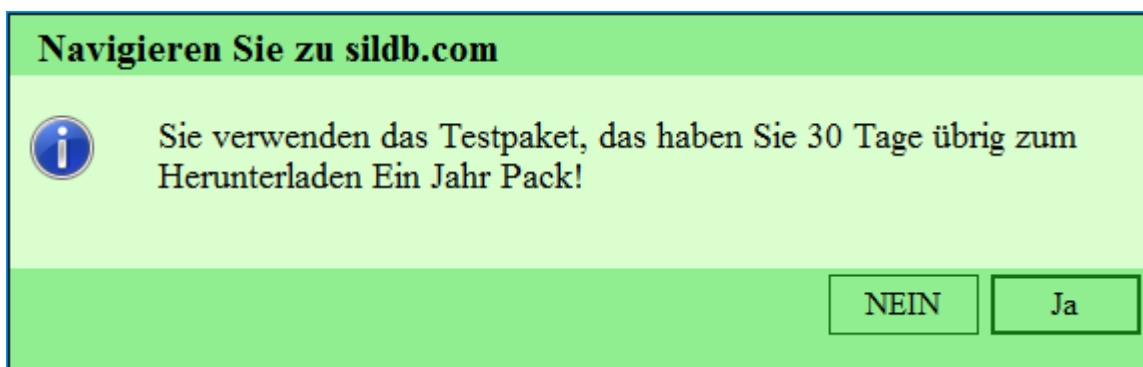 Navigieren Sie zu sildb.com
Sie verwenden das Testpaket, das haben Sie 30 Tage übrig zum
Herunterladen Ein Jahr Pack!
NEIN
Ja